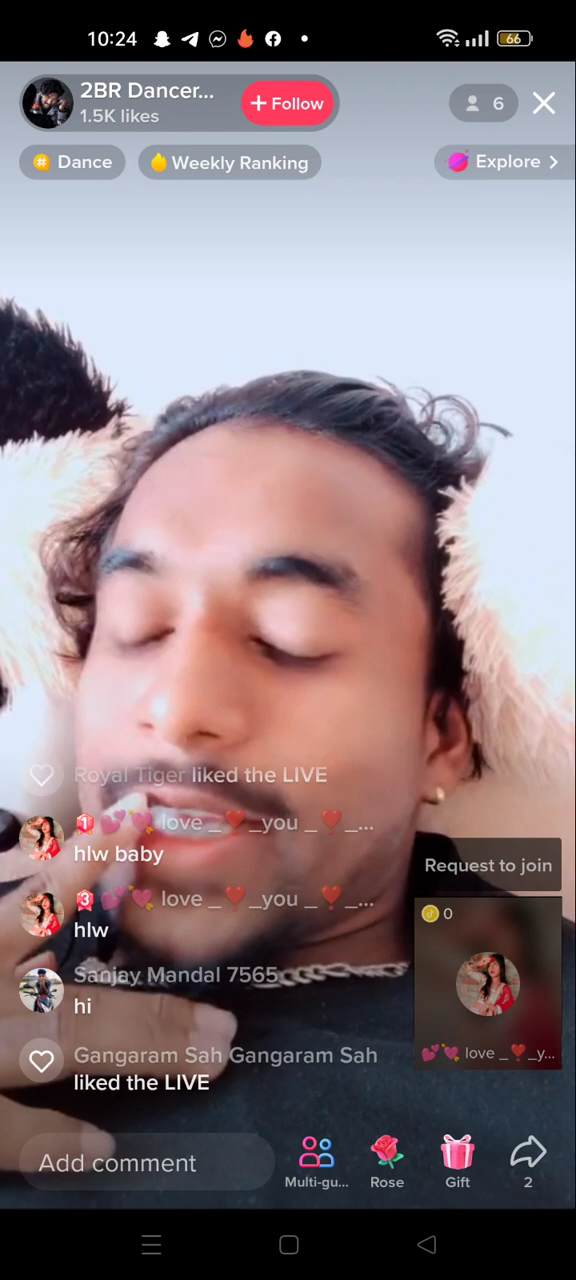 10:24
66
2BR Dancer...
1.5K likes
+ Follow
6
Dance
Weekly Ranking
Explore >
Royal Tiger liked the LIVE
1 💕💘 love _❣️_you _❣️_...
hlw baby
Request to join
3 💕💘 love _❣️_you _❣️_...
hlw
0
Sanjay Mandal 7565
hi
💕💘 love _❣️_y...
Gangaram Sah Gangaram Sah
liked the LIVE
Add comment
Multi-gu...
Rose
Gift
2